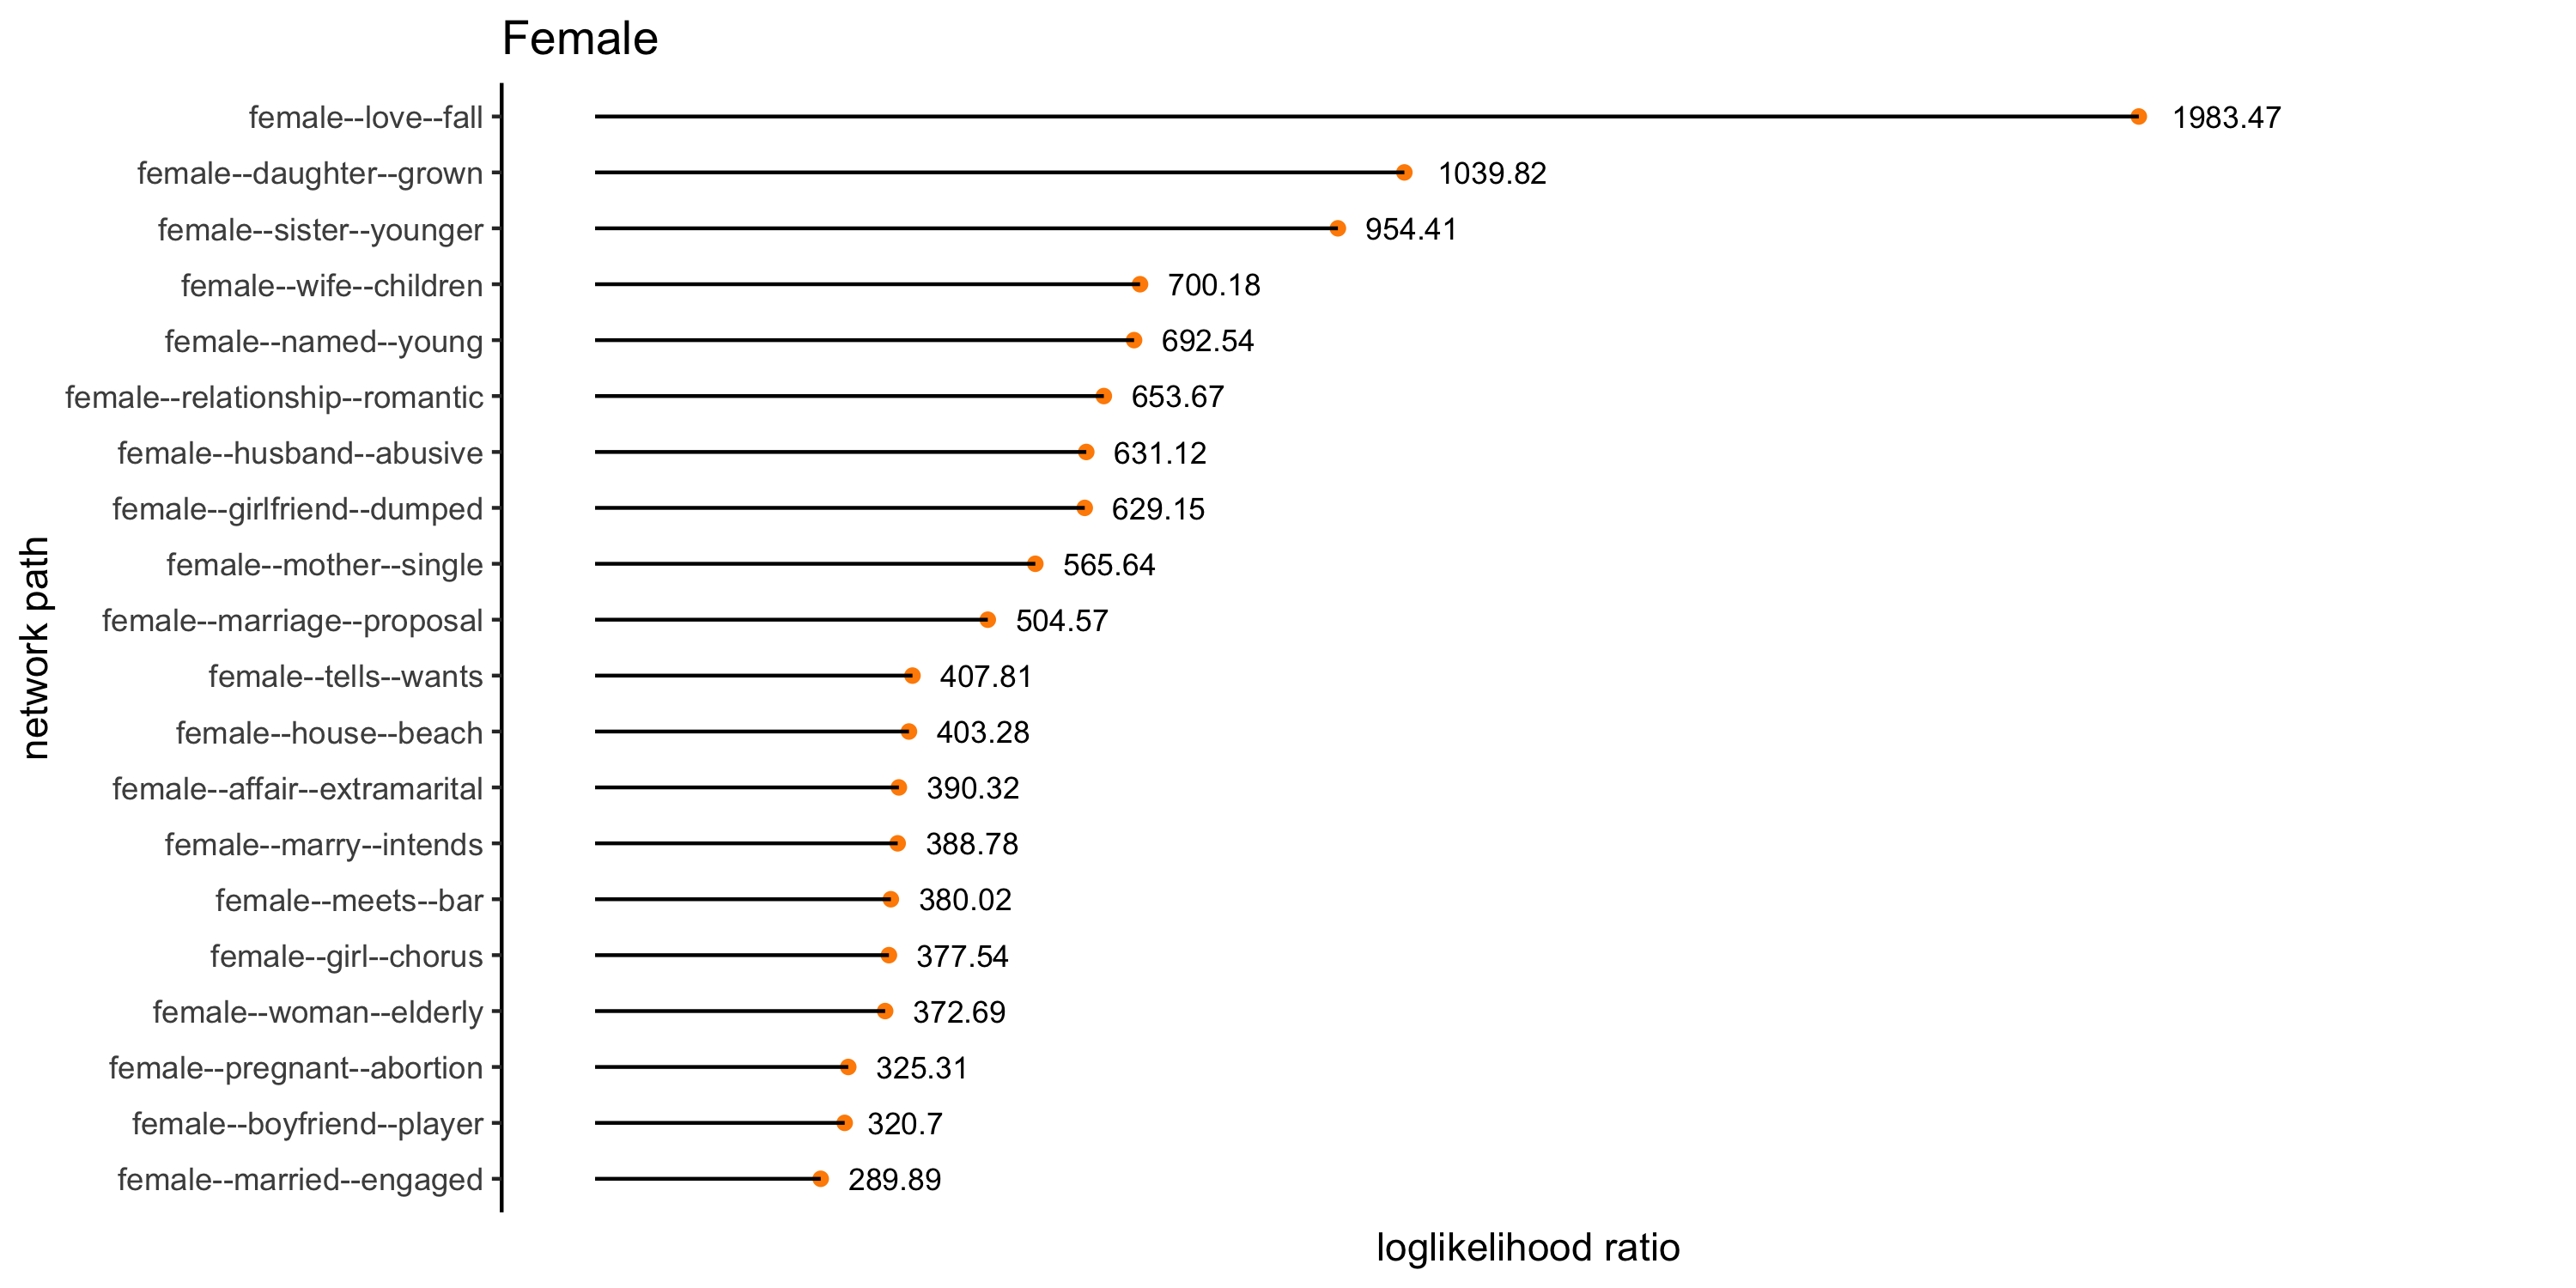 Female
female--love--fall 1983.47
female--daughter--grown 1039.82
female--sister--younger 954.41
female--wife--children 700.18
female--named--young 692.54
female--relationship--romantic 653.67
female--husband--abusive 631.12
female--girlfriend--dumped 629.15
female--mother--single 565.64
female--marriage--proposal 504.57
female--tells--wants 407.81
female--house--beach 403.28
female--affair--extramarital 390.32
female--marry--intends 388.78
female--meets--bar 380.02
female--girl--chorus 377.54
female--woman--elderly 372.69
female--pregnant--abortion 325.31
female--boyfriend--player 320.7
female--married--engaged 289.89
network path
loglikelihood ratio